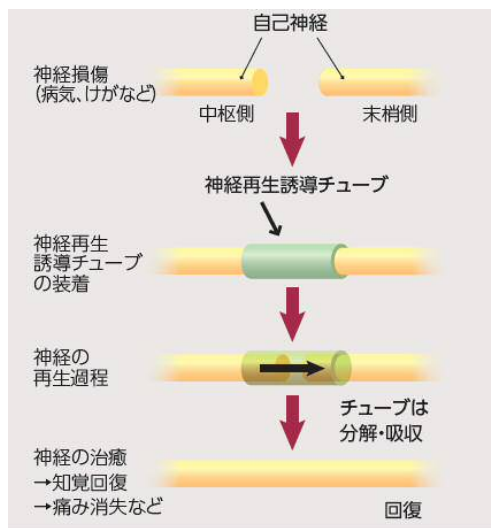 自己神経
神経損傷
(病気、けがなど)
中枢側
末梢側
神経再生誘導チューブ
神経再生
誘導チューブ
の装着
神経の
再生過程
チューブは
分解・吸収
神経の治癒
→知覚回復
→痛み消失など
回復